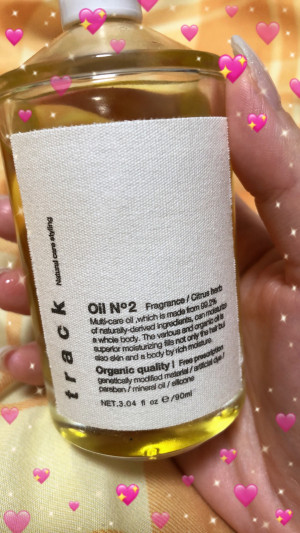 track
Natural care styling
Oil Nº2 Fragrance / Citrus herb
Multi-care oil ,which is made from 99.2%
of naturally-derived ingredients, can moisturize
a whole body. The various and organic oil is
superior moisturizing fills not only the hair but
also skin and a body by rich moisture.
Organic quality | Free prescription
genetically modified material / artificial dye /
paraben / mineral oil / silicone
NET.3.04 fl oz ℮ /90ml